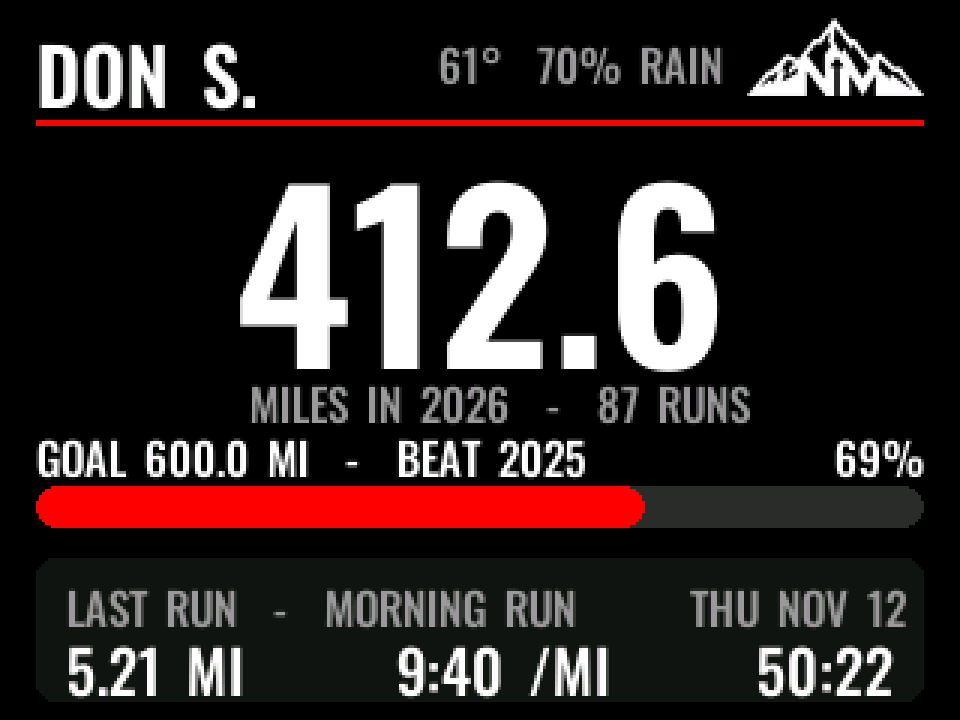 DON S. 61° 70% RAIN NM
412.6
MILES IN 2026 - 87 RUNS
GOAL 600.0 MI - BEAT 2025 69%
LAST RUN - MORNING RUN THU NOV 12
5.21 MI 9:40 /MI 50:22